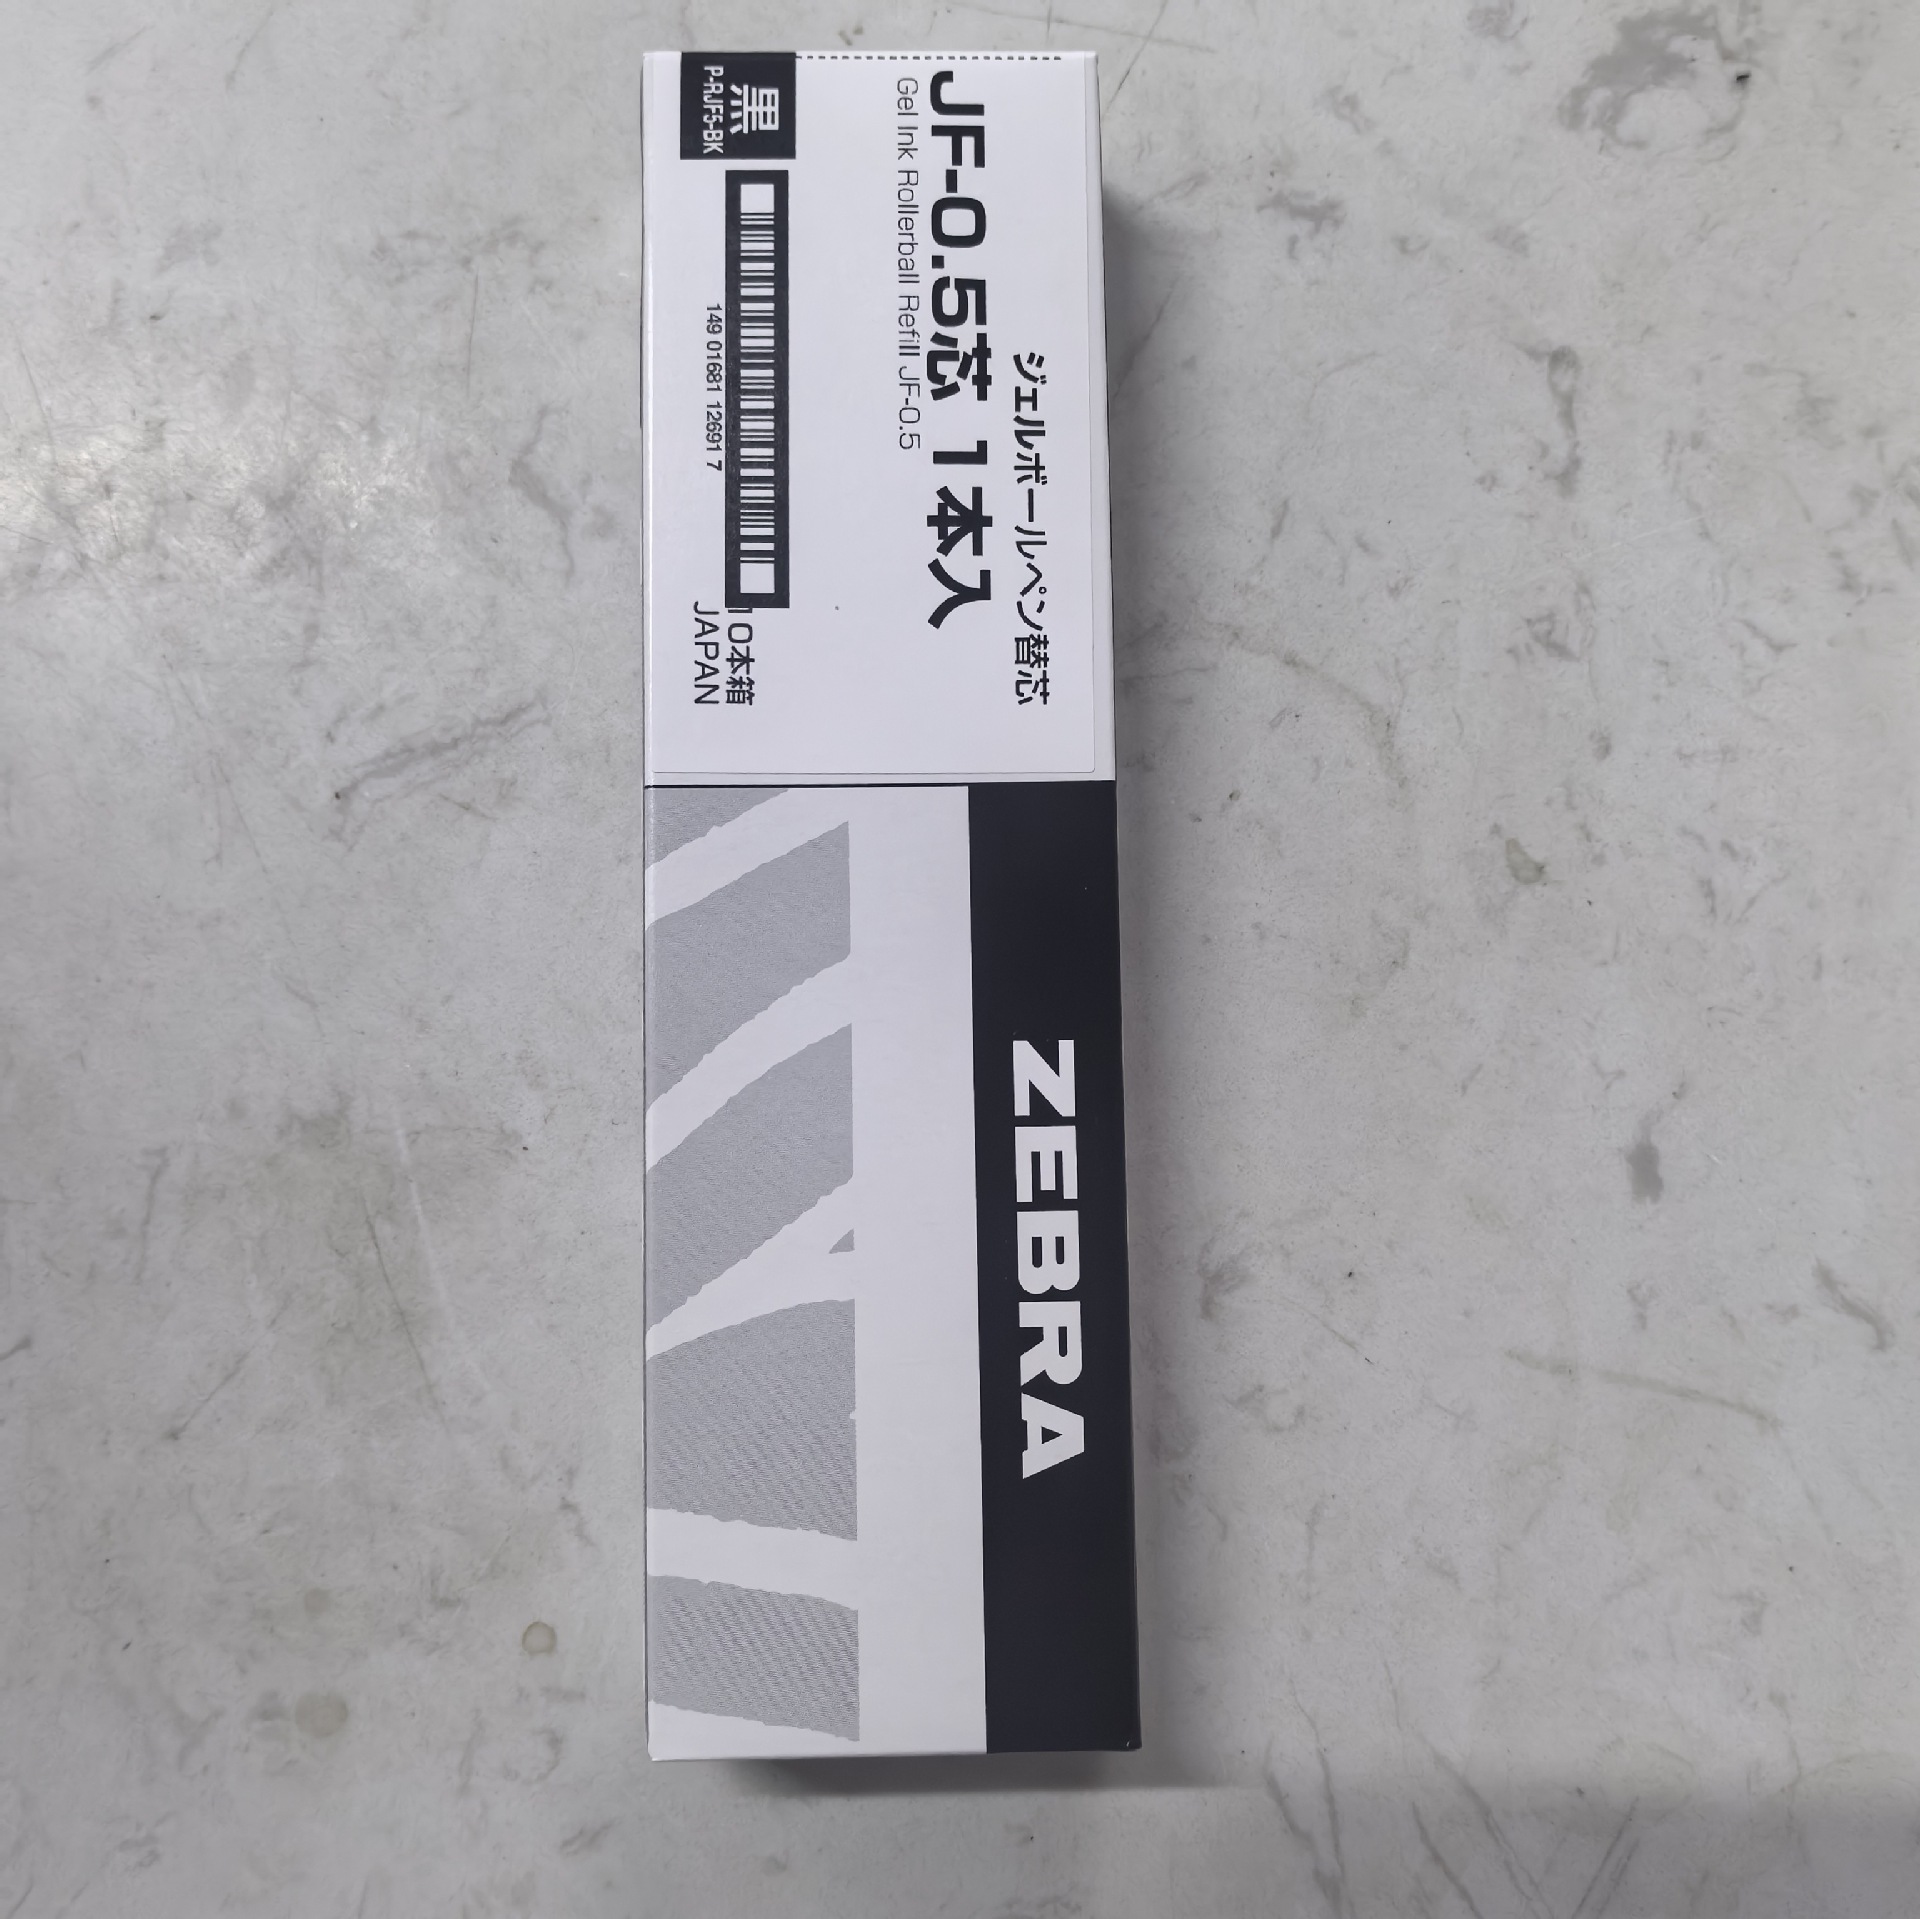 ジェルボールペン替芯
JF-0.5芯 1本入
Gel Ink Rollerball Refill JF-0.5
黒
P-RJF5-BK
149 01681 12691 7
10本箱
JAPAN
ZEBRA